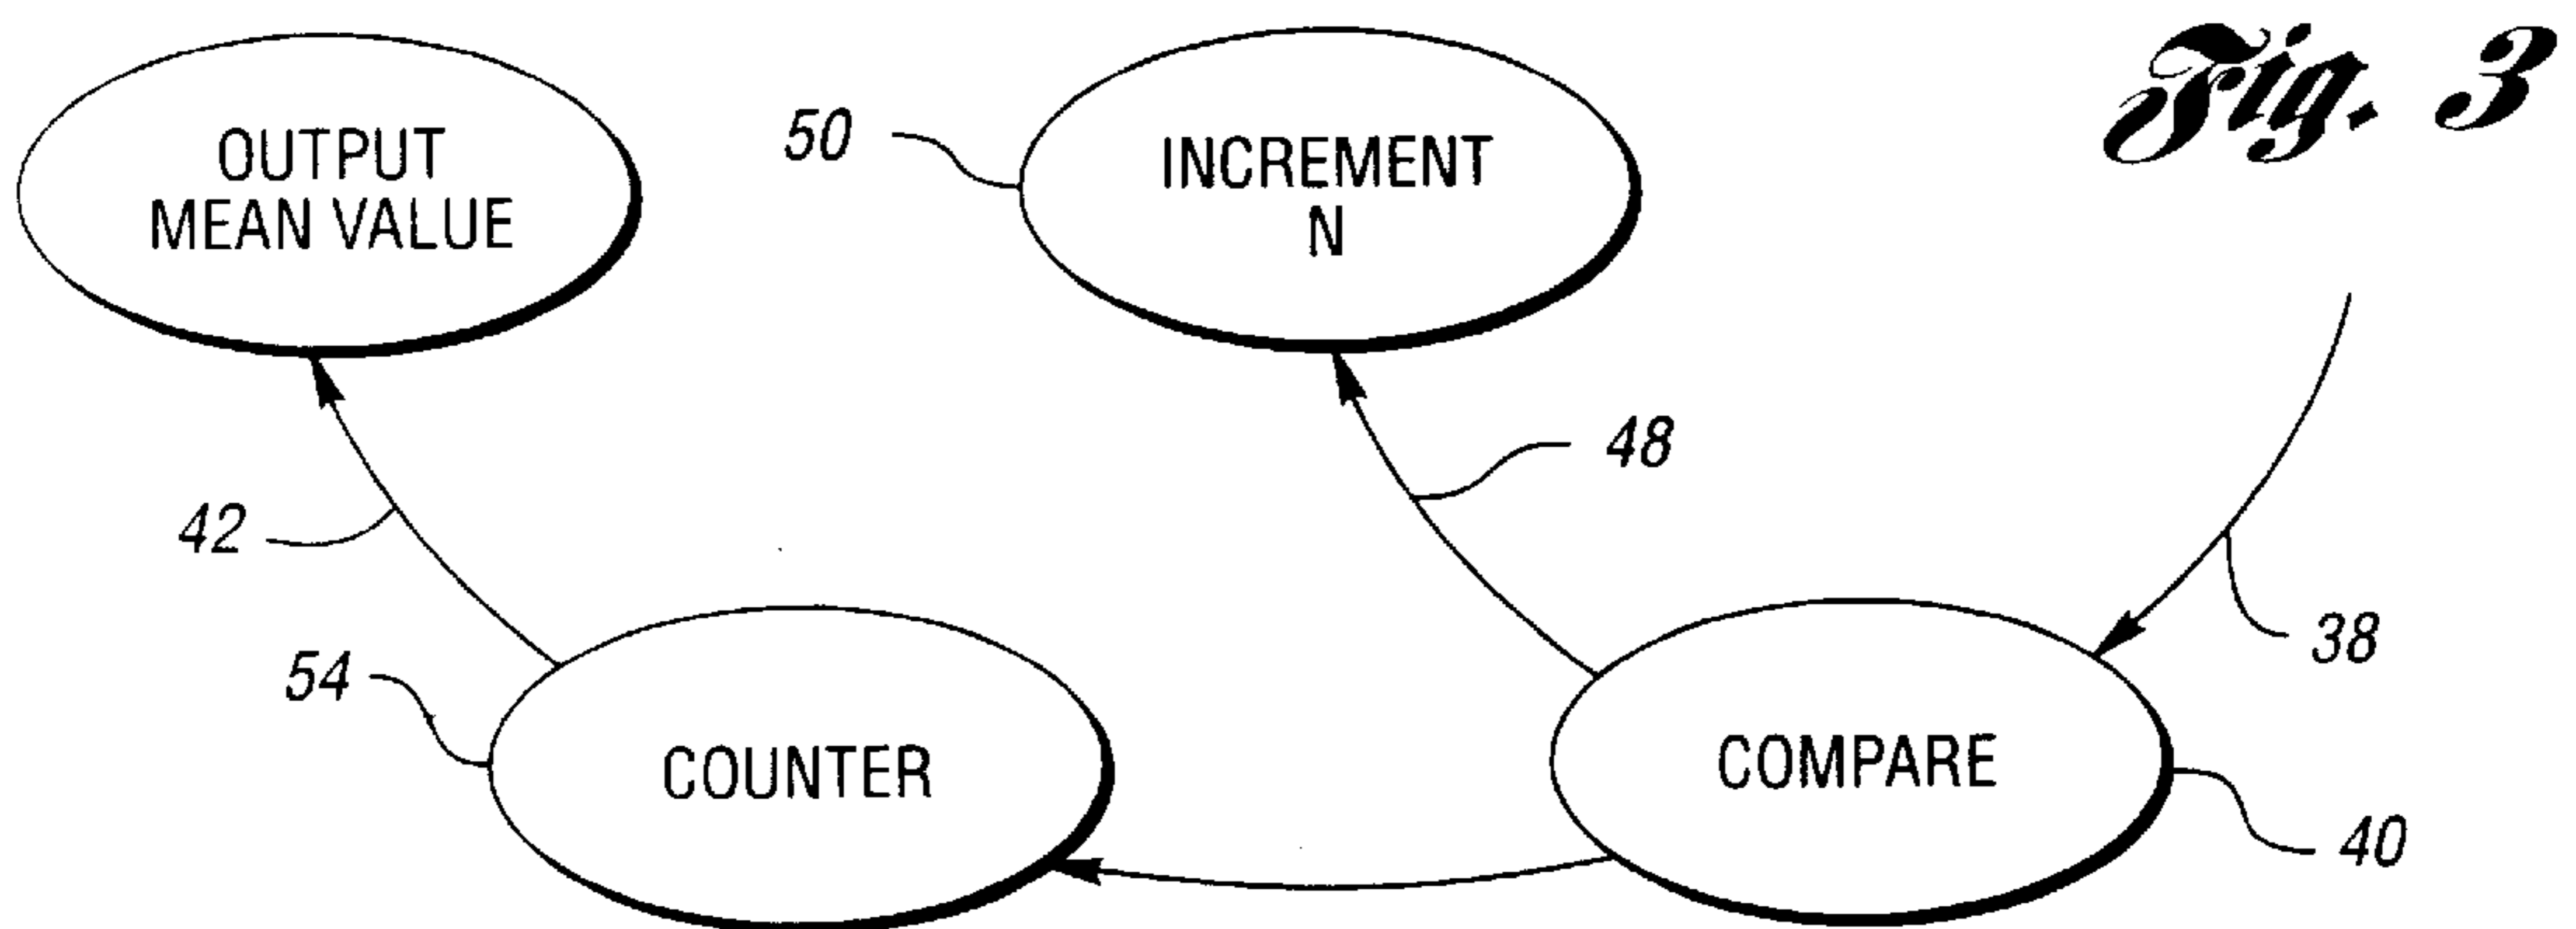 Fig. 3
OUTPUT
MEAN VALUE
50
INCREMENT
N
48
42
38
54
COUNTER
COMPARE
40